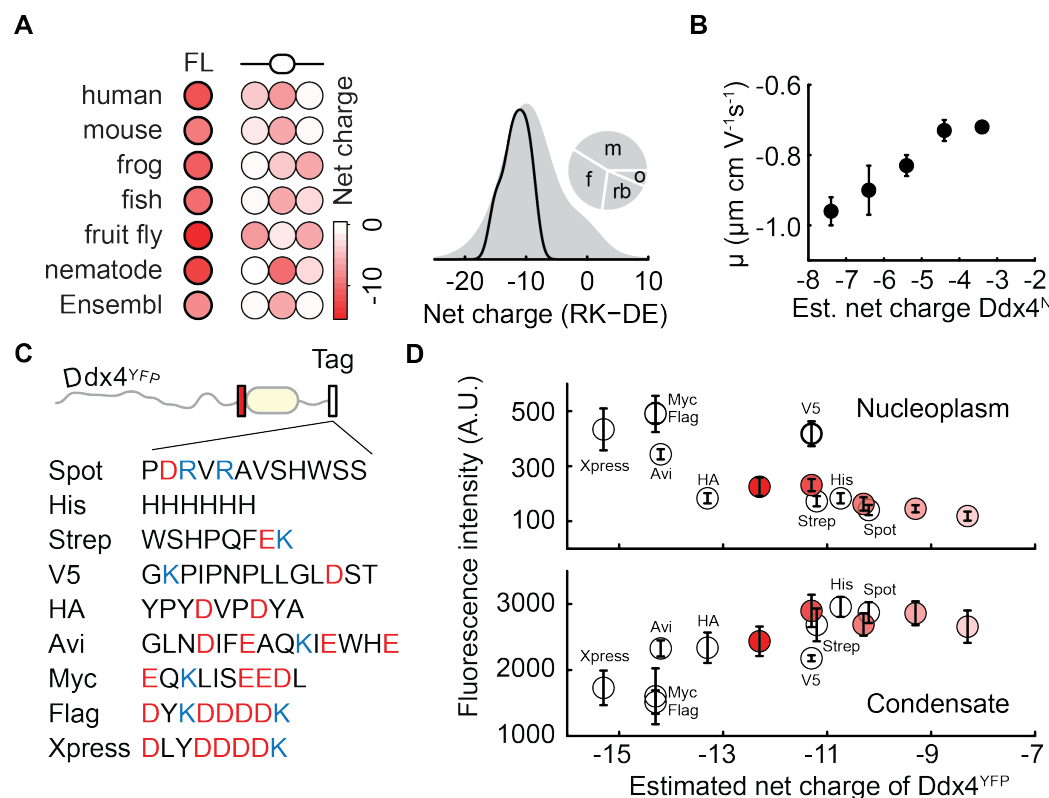 A
FL
human
mouse
frog
fish
fruit fly
nematode
Ensembl
Net charge
0
-10
m
f
o
rb
-20 -10 0 10
Net charge (RK−DE)
B
μ (μm cm V⁻¹s⁻¹)
-0.6
-0.8
-1.0
-8 -7 -6 -5 -4 -3 -2
Est. net charge Ddx4ᴺ
C
Ddx4ʸᶠᴾ
Tag
Spot PDRVRAVSHWSS
His HHHHHH
Strep WSHPQFEK
V5 GKPIPNPLLGLDST
HA YPYDVPDYA
Avi GLNDIFEAQKIEWHE
Myc EQKLISEEDL
Flag DYKDDDDK
Xpress DLYDDDDK
D
Fluorescence intensity (A.U.)
Nucleoplasm
500
300
100
Xpress
Myc
Flag
Avi
HA
V5
Strep
His
Spot
Condensate
3000
2000
1000
Xpress
Avi
Myc
Flag
HA
His
Spot
Strep
V5
-15 -13 -11 -9 -7
Estimated net charge of Ddx4ʸᶠᴾ